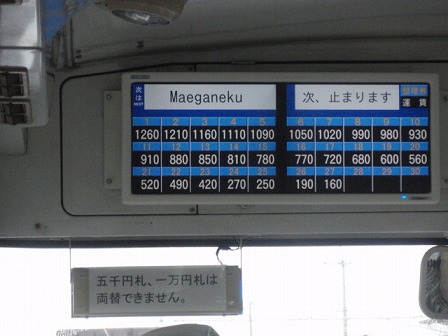 次は NEXT Maeganeku 次、止まります 整理券 運賃
1 2 3 4 5 6 7 8 9 10
1260 1210 1160 1110 1090 1050 1020 990 980 930
11 12 13 14 15 16 17 18 19 20
910 880 850 810 780 770 720 680 600 560
21 22 23 24 25 26 27 28 29 30
520 490 420 270 250 190 160
五千円札、一万円札は
両替できません。